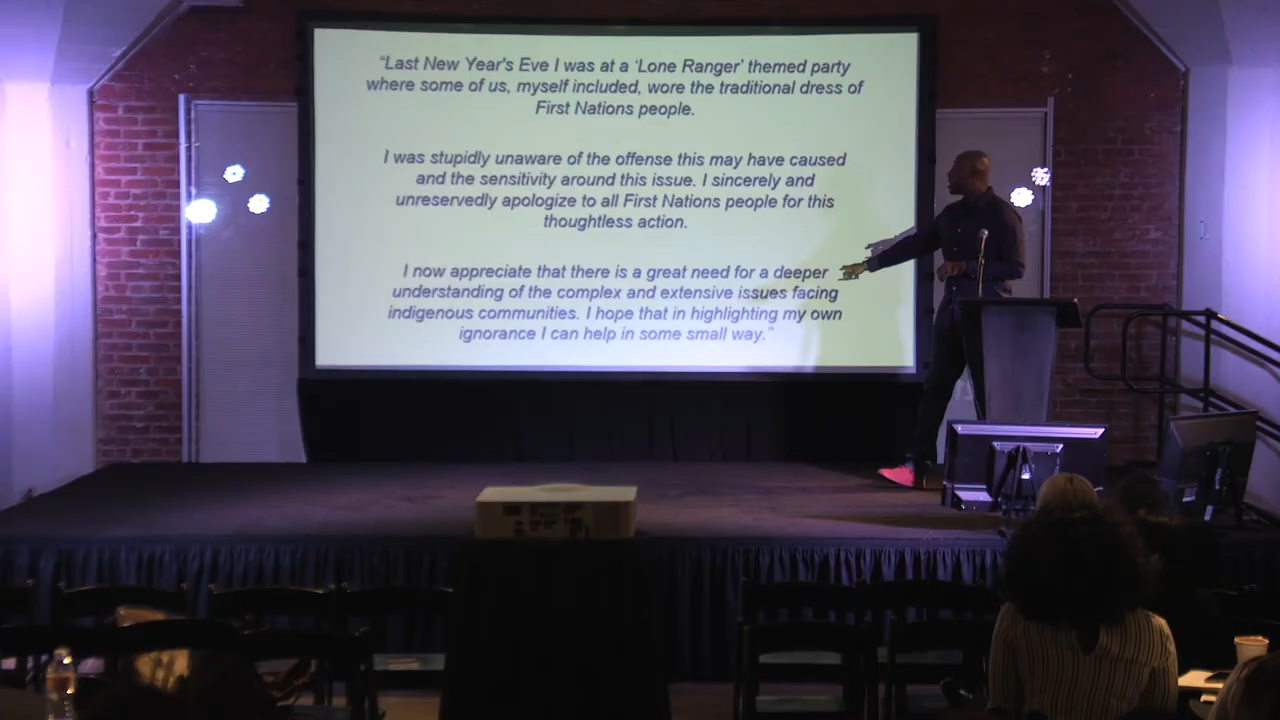 “Last New Year's Eve I was at a ‘Lone Ranger’ themed party
where some of us, myself included, wore the traditional dress of
First Nations people.
I was stupidly unaware of the offense this may have caused
and the sensitivity around this issue. I sincerely and
unreservedly apologize to all First Nations people for this
thoughtless action.
I now appreciate that there is a great need for a deeper
understanding of the complex and extensive issues facing
indigenous communities. I hope that in highlighting my own
ignorance I can help in some small way.”